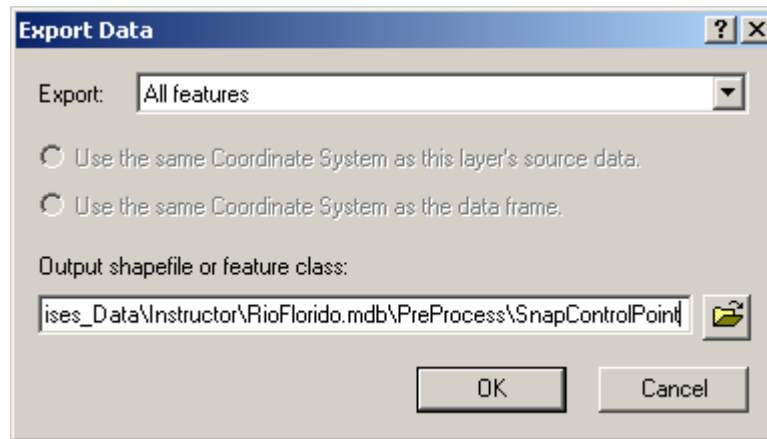 Export Data
Export: All features
Use the same Coordinate System as this layer's source data.
Use the same Coordinate System as the data frame.
Output shapefile or feature class:
ises_Data\Instructor\RioFlorido.mdb\PreProcess\SnapControlPoint
OK Cancel